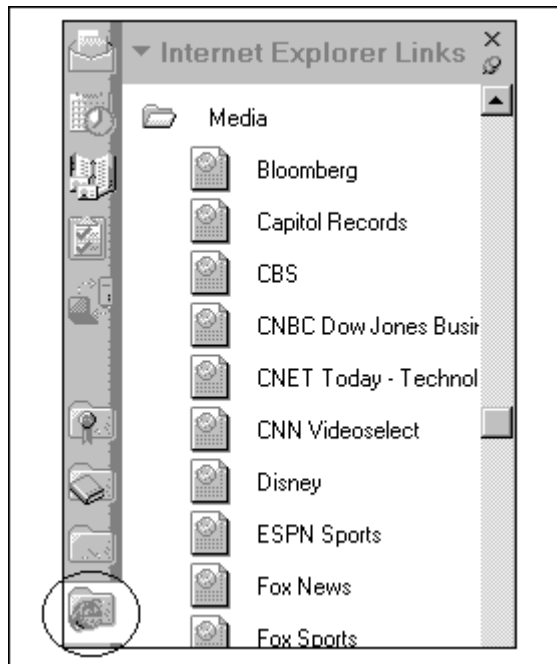 Internet Explorer Links
Media
Bloomberg
Capitol Records
CBS
CNBC Dow Jones Busir
CNET Today - Technol
CNN Videoselect
Disney
ESPN Sports
Fox News
Fox Sports